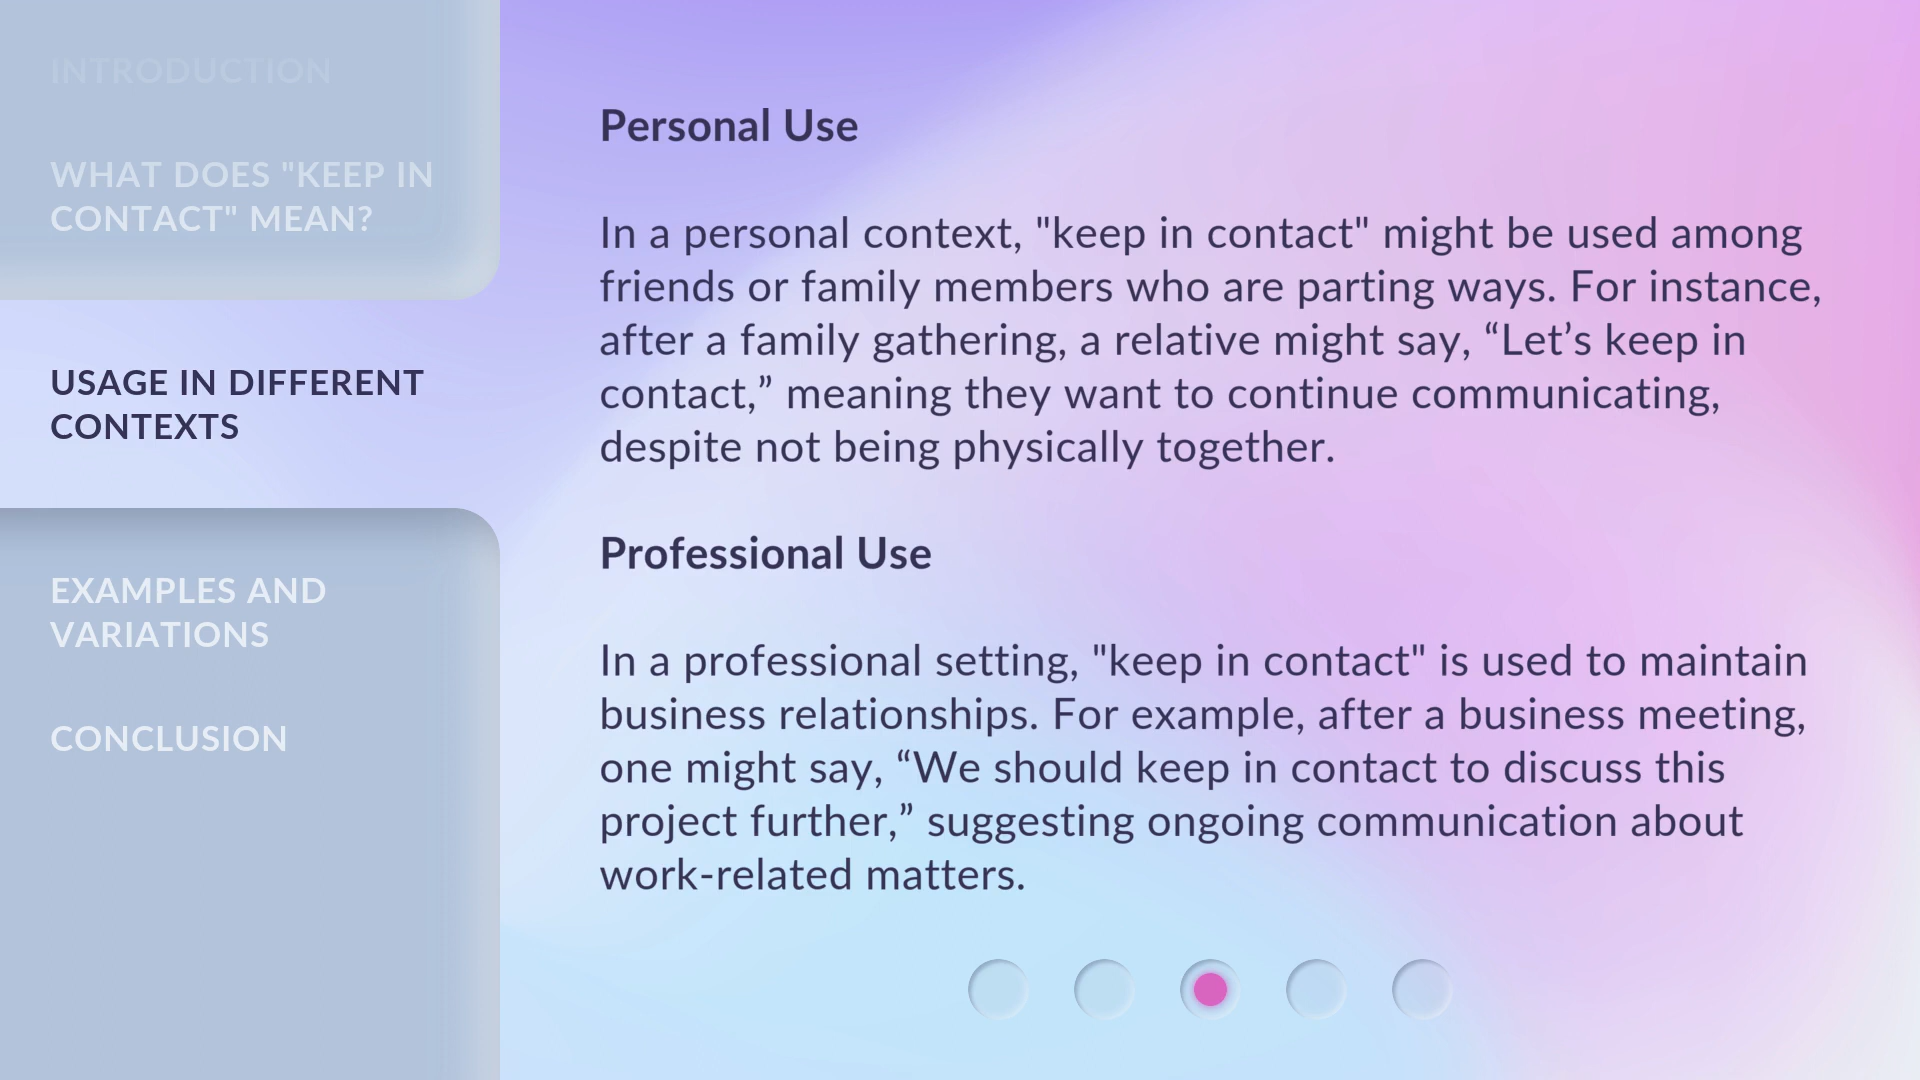 INTRODUCTION
WHAT DOES "KEEP IN
CONTACT" MEAN?
USAGE IN DIFFERENT
CONTEXTS
EXAMPLES AND
VARIATIONS
CONCLUSION
Personal Use
In a personal context, "keep in contact" might be used among
friends or family members who are parting ways. For instance,
after a family gathering, a relative might say, “Let’s keep in
contact,” meaning they want to continue communicating,
despite not being physically together.
Professional Use
In a professional setting, "keep in contact" is used to maintain
business relationships. For example, after a business meeting,
one might say, “We should keep in contact to discuss this
project further,” suggesting ongoing communication about
work-related matters.